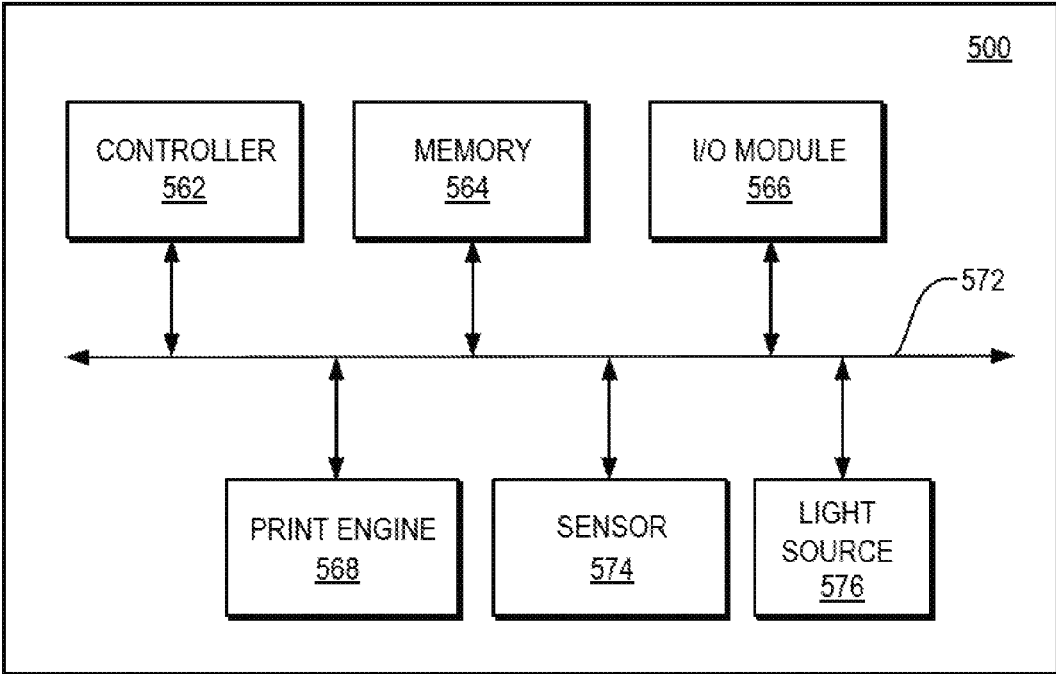 500
CONTROLLER
562
MEMORY
564
I/O MODULE
566
572
PRINT ENGINE
568
SENSOR
574
LIGHT
SOURCE
576